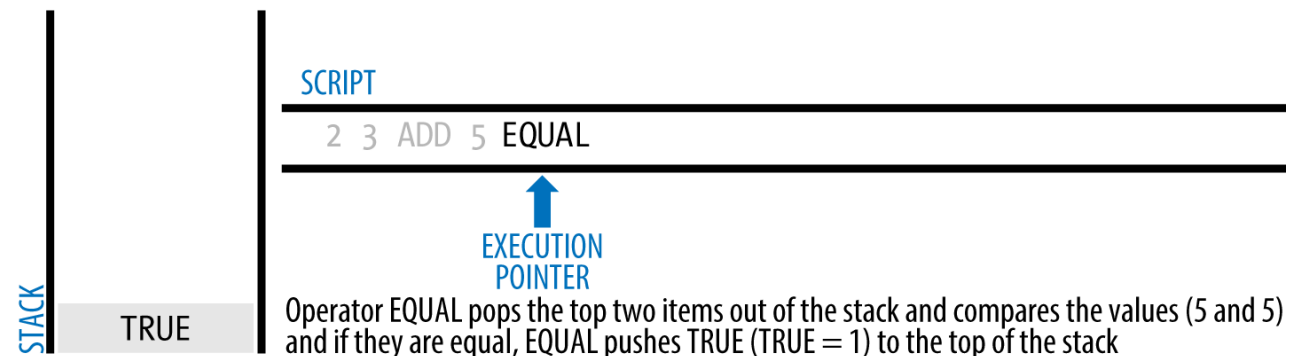 SCRIPT
2 3 ADD 5 EQUAL
EXECUTION
POINTER
STACK
TRUE
Operator EQUAL pops the top two items out of the stack and compares the values (5 and 5)
and if they are equal, EQUAL pushes TRUE (TRUE = 1) to the top of the stack